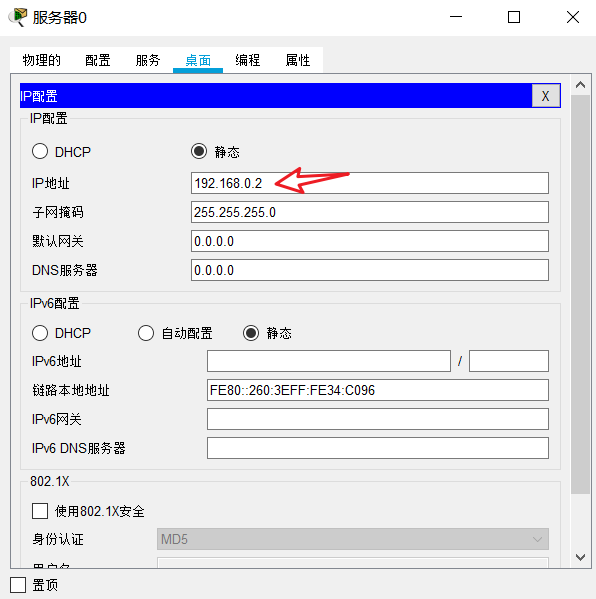 服务器0
物理的 配置 服务 桌面 编程 属性
IP配置 X
IP配置
DHCP 静态
IP地址 192.168.0.2
子网掩码 255.255.255.0
默认网关 0.0.0.0
DNS服务器 0.0.0.0
IPv6配置
DHCP 自动配置 静态
IPv6地址 /
链路本地地址 FE80::260:3EFF:FE34:C096
IPv6网关
IPv6 DNS服务器
802.1X
使用802.1X安全
身份认证 MD5
用户名
置顶